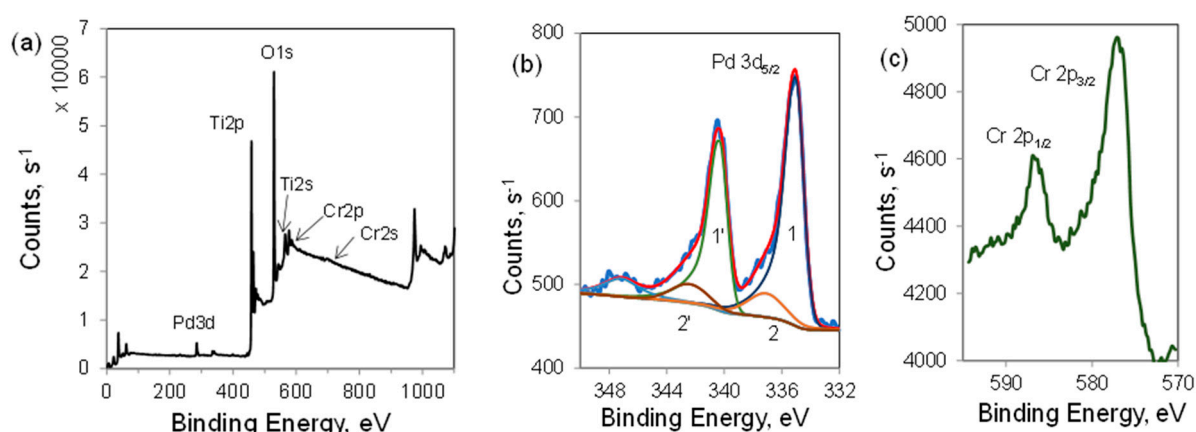 (a)
x 10000
Counts, s⁻¹
7
6
5
4
3
2
1
0
O1s
Ti2p
Ti2s
Cr2p
Cr2s
Pd3d
0 200 400 600 800 1000
Binding Energy, eV
(b)
Counts, s⁻¹
800
700
600
500
400
Pd 3d₅/₂
1'
1
2'
2
348 344 340 336 332
Binding Energy, eV
(c)
Counts, s⁻¹
5000
4800
4600
4400
4200
4000
Cr 2p₃/₂
Cr 2p₁/₂
590 580 570
Binding Energy, eV